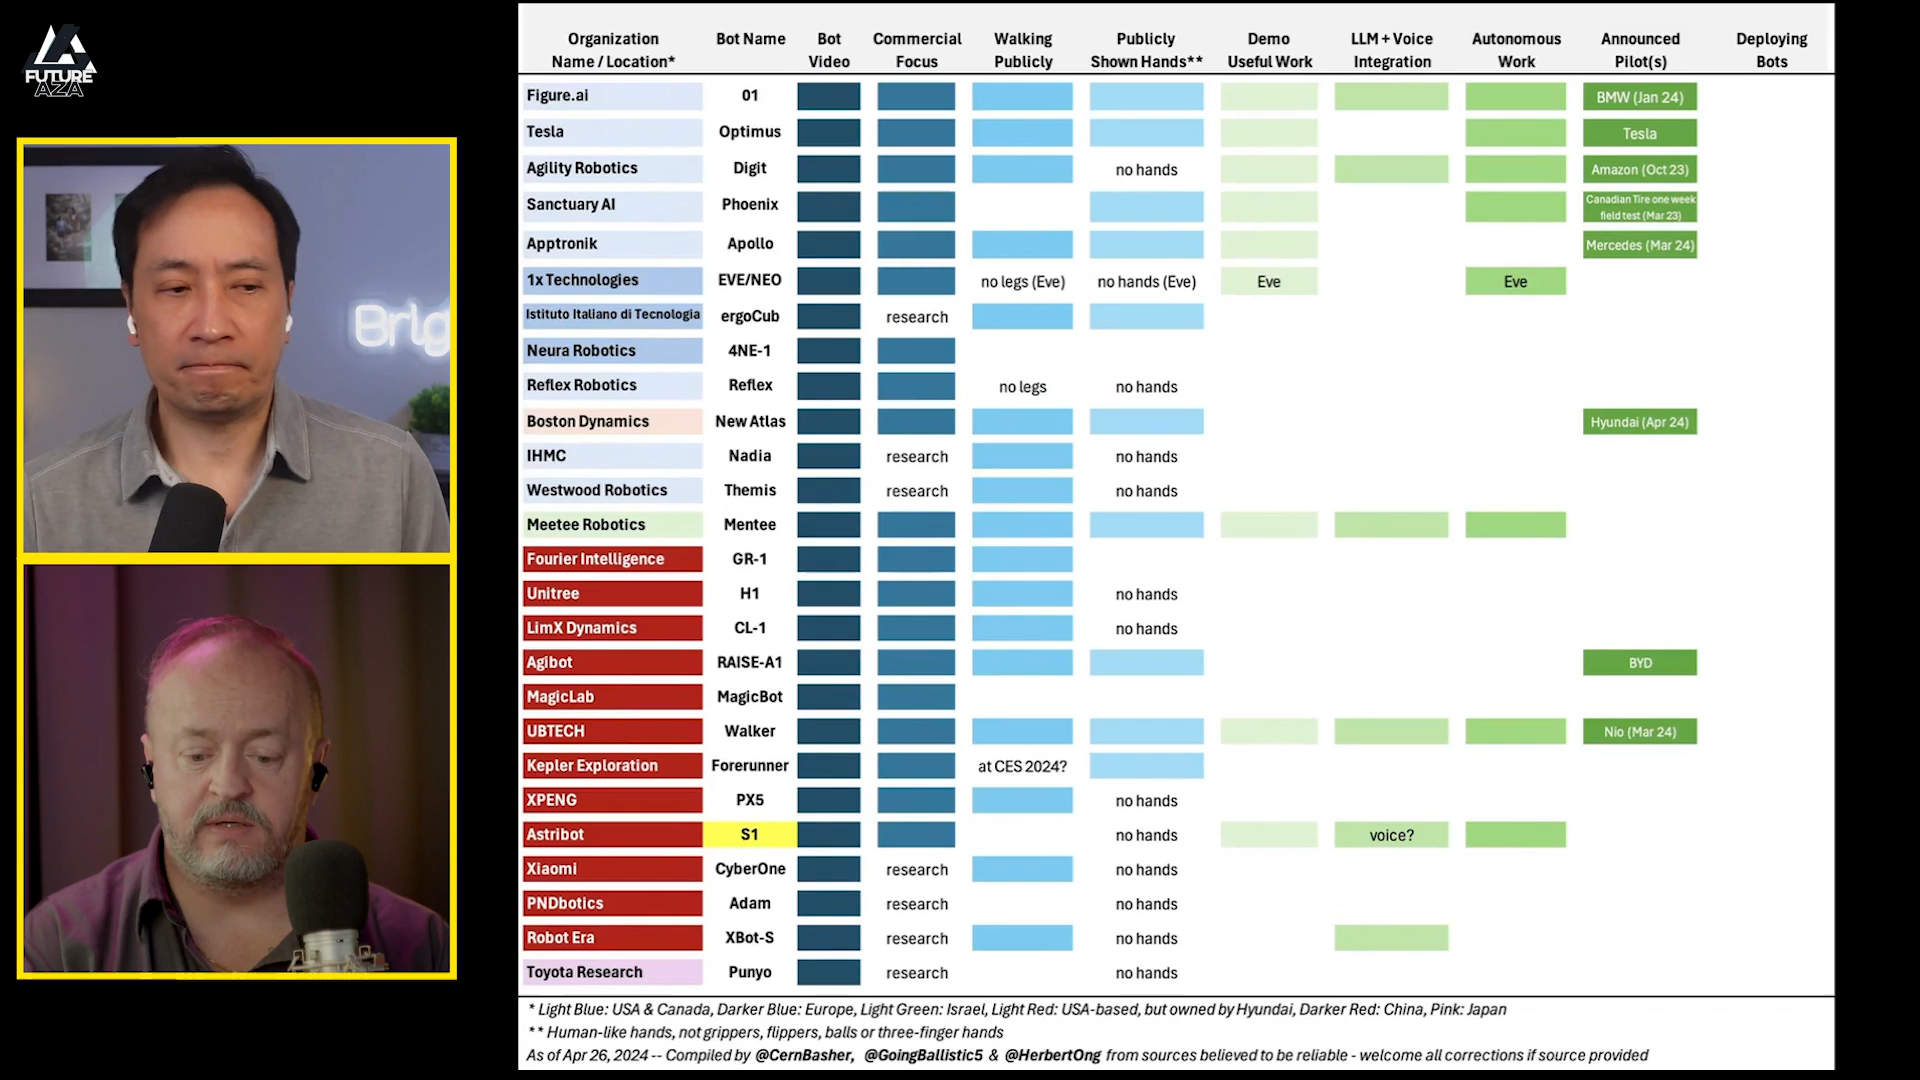 FUTURE
AZA
Brig
Organization Name / Location*
Bot Name
Bot Video
Commercial Focus
Walking Publicly
Publicly Shown Hands**
Demo Useful Work
LLM + Voice Integration
Autonomous Work
Announced Pilot(s)
Deploying Bots
Figure.ai 01 BMW (Jan 24)
Tesla Optimus Tesla
Agility Robotics Digit no hands Amazon (Oct 23)
Sanctuary AI Phoenix Canadian Tire one week field test (Mar 23)
Apptronik Apollo Mercedes (Mar 24)
1x Technologies EVE/NEO no legs (Eve) no hands (Eve) Eve Eve
Istituto Italiano di Tecnologia ergoCub research
Neura Robotics 4NE-1
Reflex Robotics Reflex no legs no hands
Boston Dynamics New Atlas Hyundai (Apr 24)
IHMC Nadia research no hands
Westwood Robotics Themis research no hands
Meetee Robotics Mentee
Fourier Intelligence GR-1
Unitree H1 no hands
LimX Dynamics CL-1 no hands
Agibot RAISE-A1 BYD
MagicLab MagicBot
UBTECH Walker Nio (Mar 24)
Kepler Exploration Forerunner at CES 2024?
XPENG PX5 no hands
Astribot S1 no hands voice?
Xiaomi CyberOne research no hands
PNDbotics Adam research no hands
Robot Era XBot-S research no hands
Toyota Research Punyo research no hands
* Light Blue: USA & Canada, Darker Blue: Europe, Light Green: Israel, Light Red: USA-based, but owned by Hyundai, Darker Red: China, Pink: Japan
** Human-like hands, not grippers, flippers, balls or three-finger hands
As of Apr 26, 2024 -- Compiled by @CernBasher, @GoingBallistic5 & @HerbertOng from sources believed to be reliable - welcome all corrections if source provided